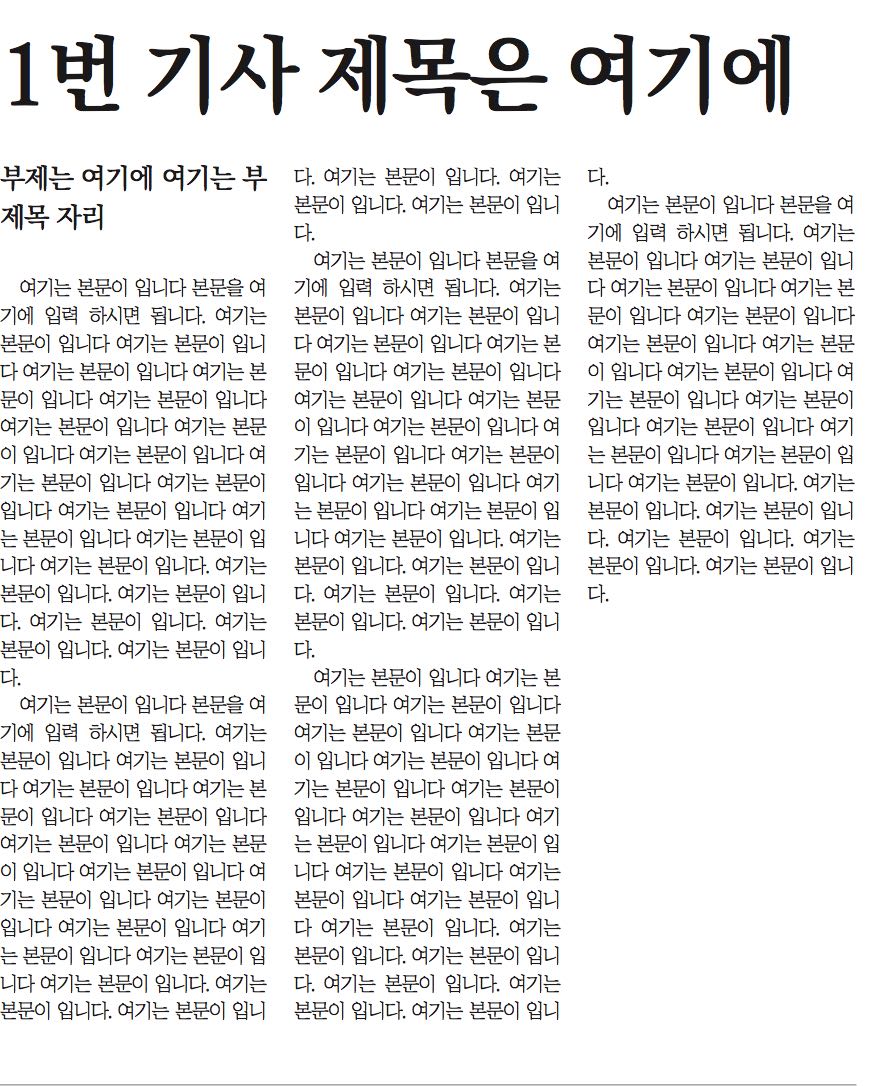 1번 기사 제목은 여기에
부제는 여기에 여기는 부
제목 자리
여기는 본문이 입니다 본문을 여
기에 입력 하시면 됩니다. 여기는
본문이 입니다 여기는 본문이 입니
다 여기는 본문이 입니다 여기는 본
문이 입니다 여기는 본문이 입니다
여기는 본문이 입니다 여기는 본문
이 입니다 여기는 본문이 입니다 여
기는 본문이 입니다 여기는 본문이
입니다 여기는 본문이 입니다 여기
는 본문이 입니다 여기는 본문이 입
니다 여기는 본문이 입니다. 여기는
본문이 입니다. 여기는 본문이 입니
다. 여기는 본문이 입니다. 여기는
본문이 입니다. 여기는 본문이 입니
다.
여기는 본문이 입니다 본문을 여
기에 입력 하시면 됩니다. 여기는
본문이 입니다 여기는 본문이 입니
다 여기는 본문이 입니다 여기는 본
문이 입니다 여기는 본문이 입니다
여기는 본문이 입니다 여기는 본문
이 입니다 여기는 본문이 입니다 여
기는 본문이 입니다 여기는 본문이
입니다 여기는 본문이 입니다 여기
는 본문이 입니다 여기는 본문이 입
니다 여기는 본문이 입니다. 여기는
본문이 입니다. 여기는 본문이 입니
다. 여기는 본문이 입니다. 여기는
본문이 입니다. 여기는 본문이 입니
다.
여기는 본문이 입니다 본문을 여
기에 입력 하시면 됩니다. 여기는
본문이 입니다 여기는 본문이 입니
다 여기는 본문이 입니다 여기는 본
문이 입니다 여기는 본문이 입니다
여기는 본문이 입니다 여기는 본문
이 입니다 여기는 본문이 입니다 여
기는 본문이 입니다 여기는 본문이
입니다 여기는 본문이 입니다 여기
는 본문이 입니다 여기는 본문이 입
니다 여기는 본문이 입니다. 여기는
본문이 입니다. 여기는 본문이 입니
다. 여기는 본문이 입니다. 여기는
본문이 입니다. 여기는 본문이 입니
다.
여기는 본문이 입니다 여기는 본
문이 입니다 여기는 본문이 입니다
여기는 본문이 입니다 여기는 본문
이 입니다 여기는 본문이 입니다 여
기는 본문이 입니다 여기는 본문이
입니다 여기는 본문이 입니다 여기
는 본문이 입니다 여기는 본문이 입
니다 여기는 본문이 입니다 여기는
본문이 입니다 여기는 본문이 입니
다 여기는 본문이 입니다. 여기는
본문이 입니다. 여기는 본문이 입니
다. 여기는 본문이 입니다. 여기는
본문이 입니다. 여기는 본문이 입니
다.
여기는 본문이 입니다 본문을 여
기에 입력 하시면 됩니다. 여기는
본문이 입니다 여기는 본문이 입니
다 여기는 본문이 입니다 여기는 본
문이 입니다 여기는 본문이 입니다
여기는 본문이 입니다 여기는 본문
이 입니다 여기는 본문이 입니다 여
기는 본문이 입니다 여기는 본문이
입니다 여기는 본문이 입니다 여기
는 본문이 입니다 여기는 본문이 입
니다 여기는 본문이 입니다. 여기는
본문이 입니다. 여기는 본문이 입니
다. 여기는 본문이 입니다. 여기는
본문이 입니다. 여기는 본문이 입니
다.